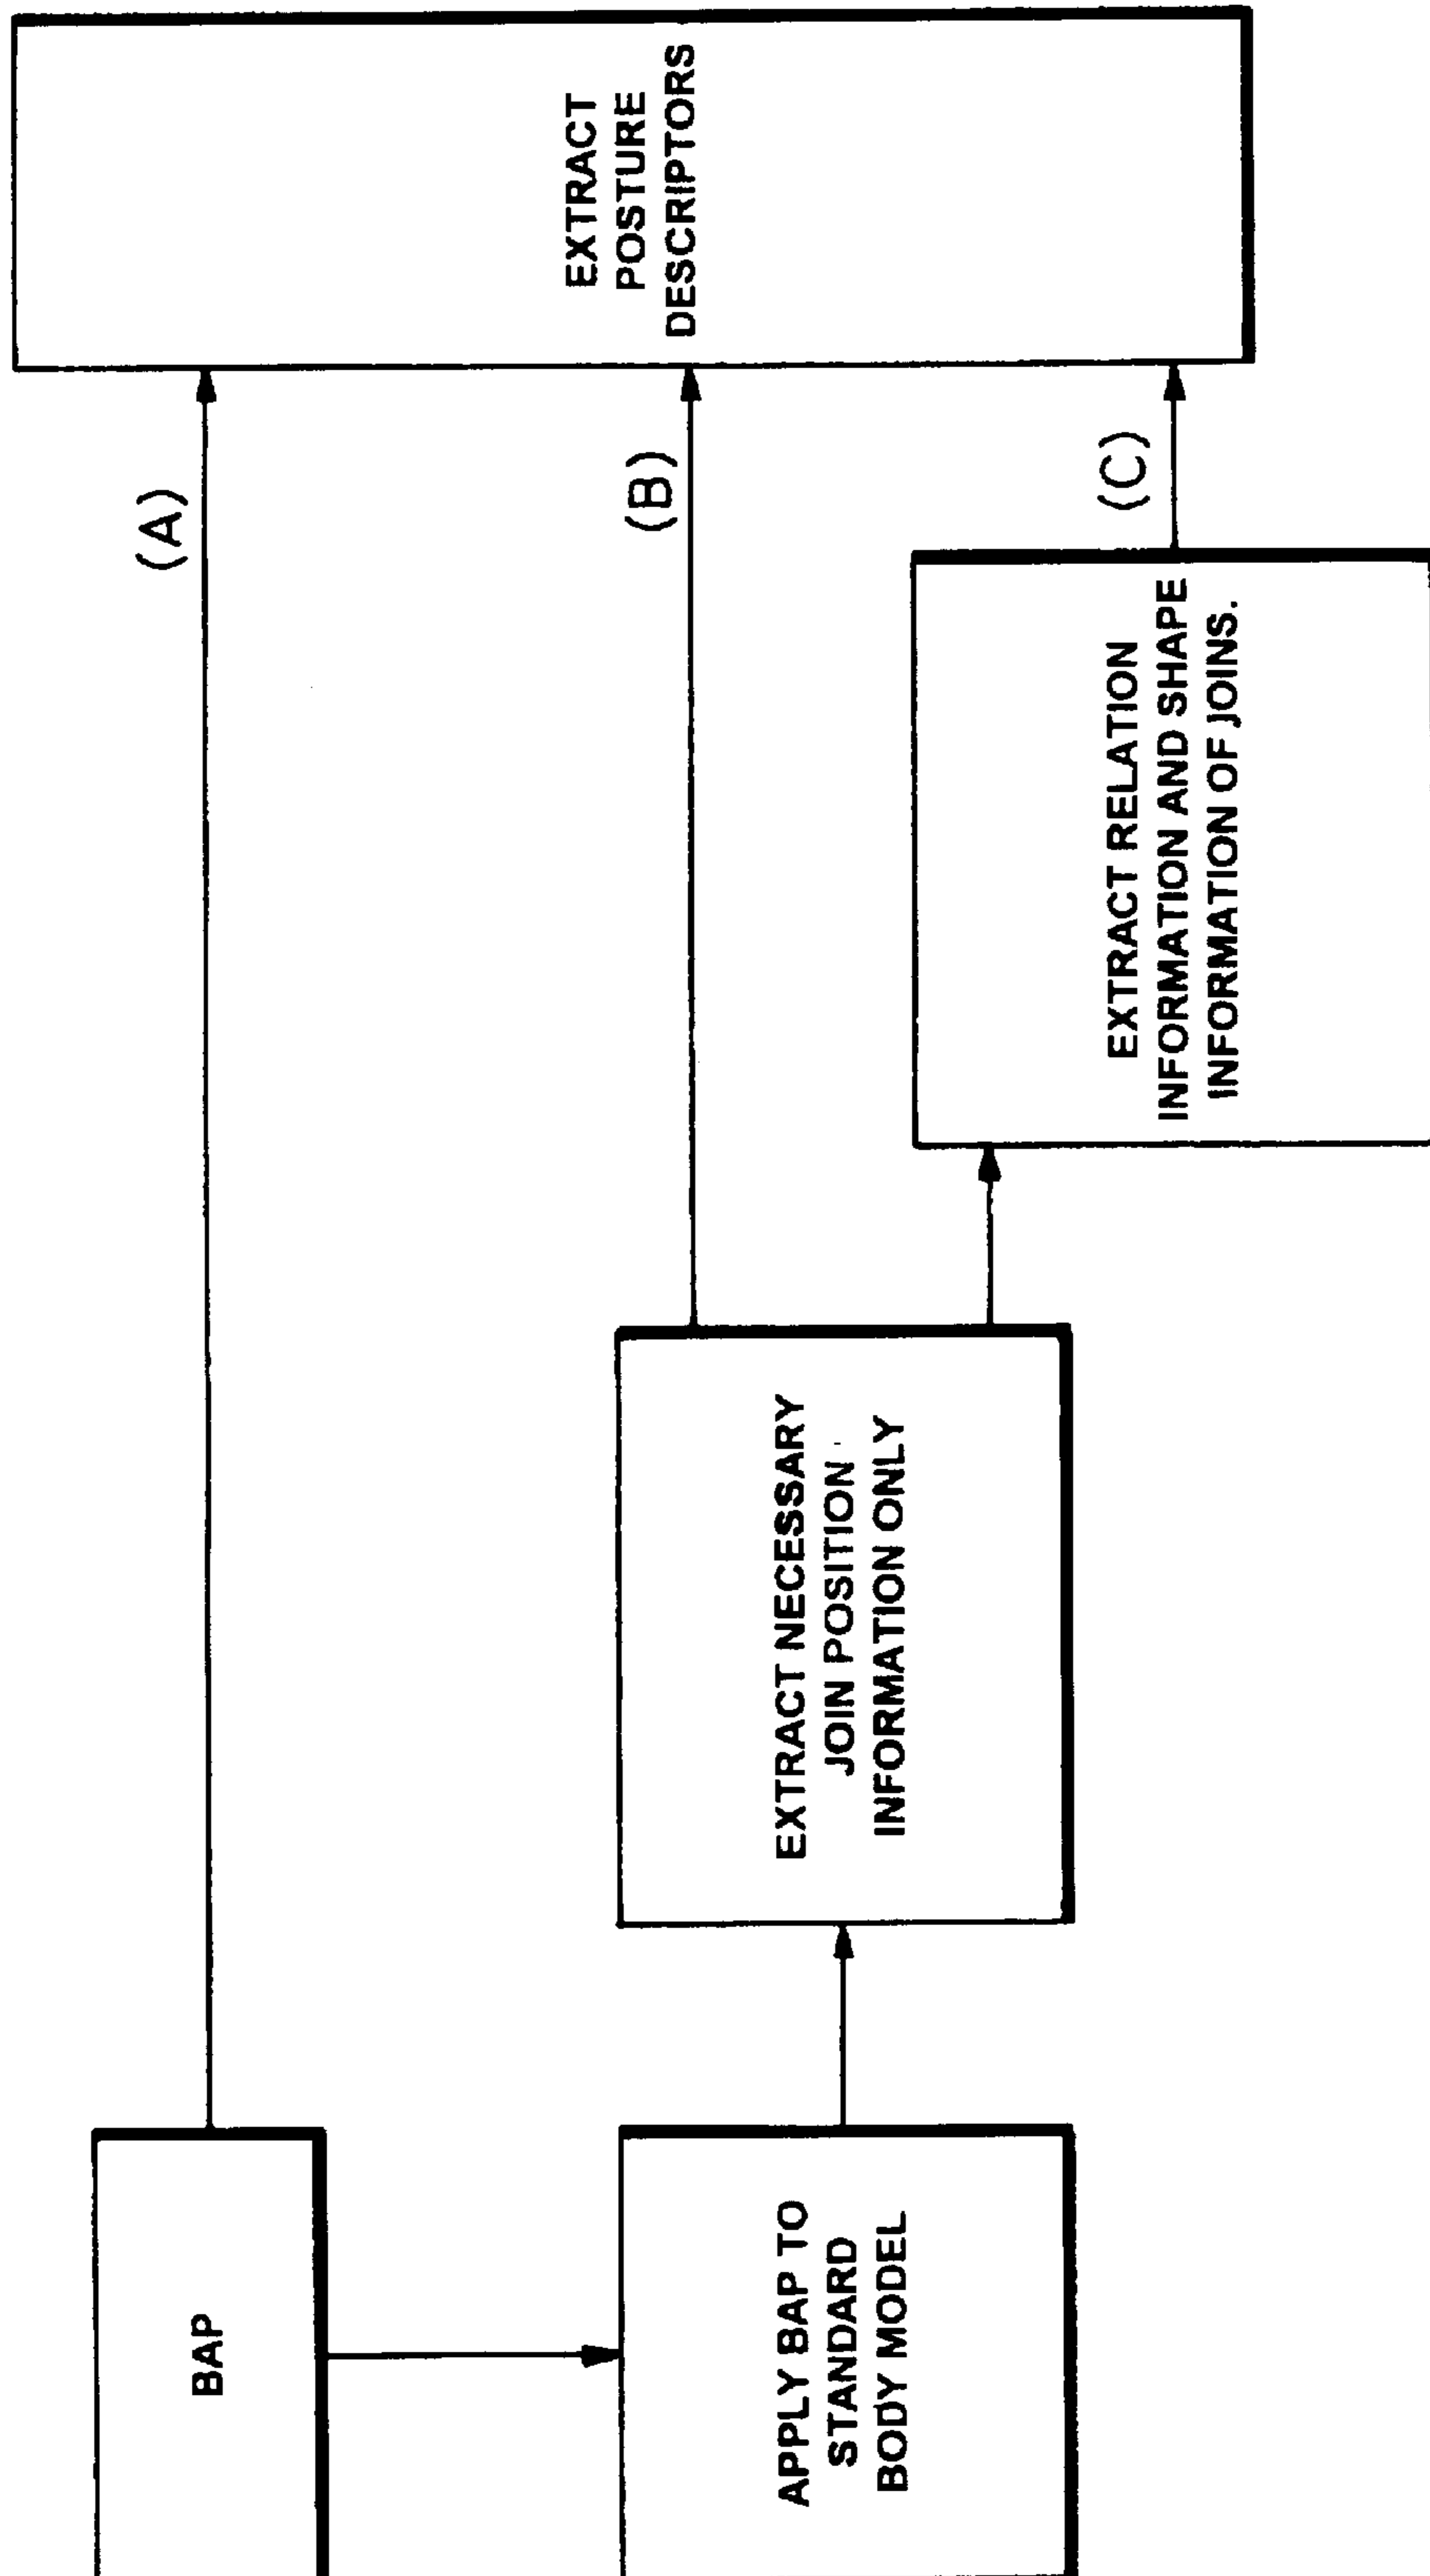 BAP
APPLY BAP TO
STANDARD
BODY MODEL
EXTRACT NECESSARY
JOIN POSITION
INFORMATION ONLY
EXTRACT RELATION
INFORMATION AND SHAPE
INFORMATION OF JOINS.
(A)
(B)
(C)
EXTRACT
POSTURE
DESCRIPTORS